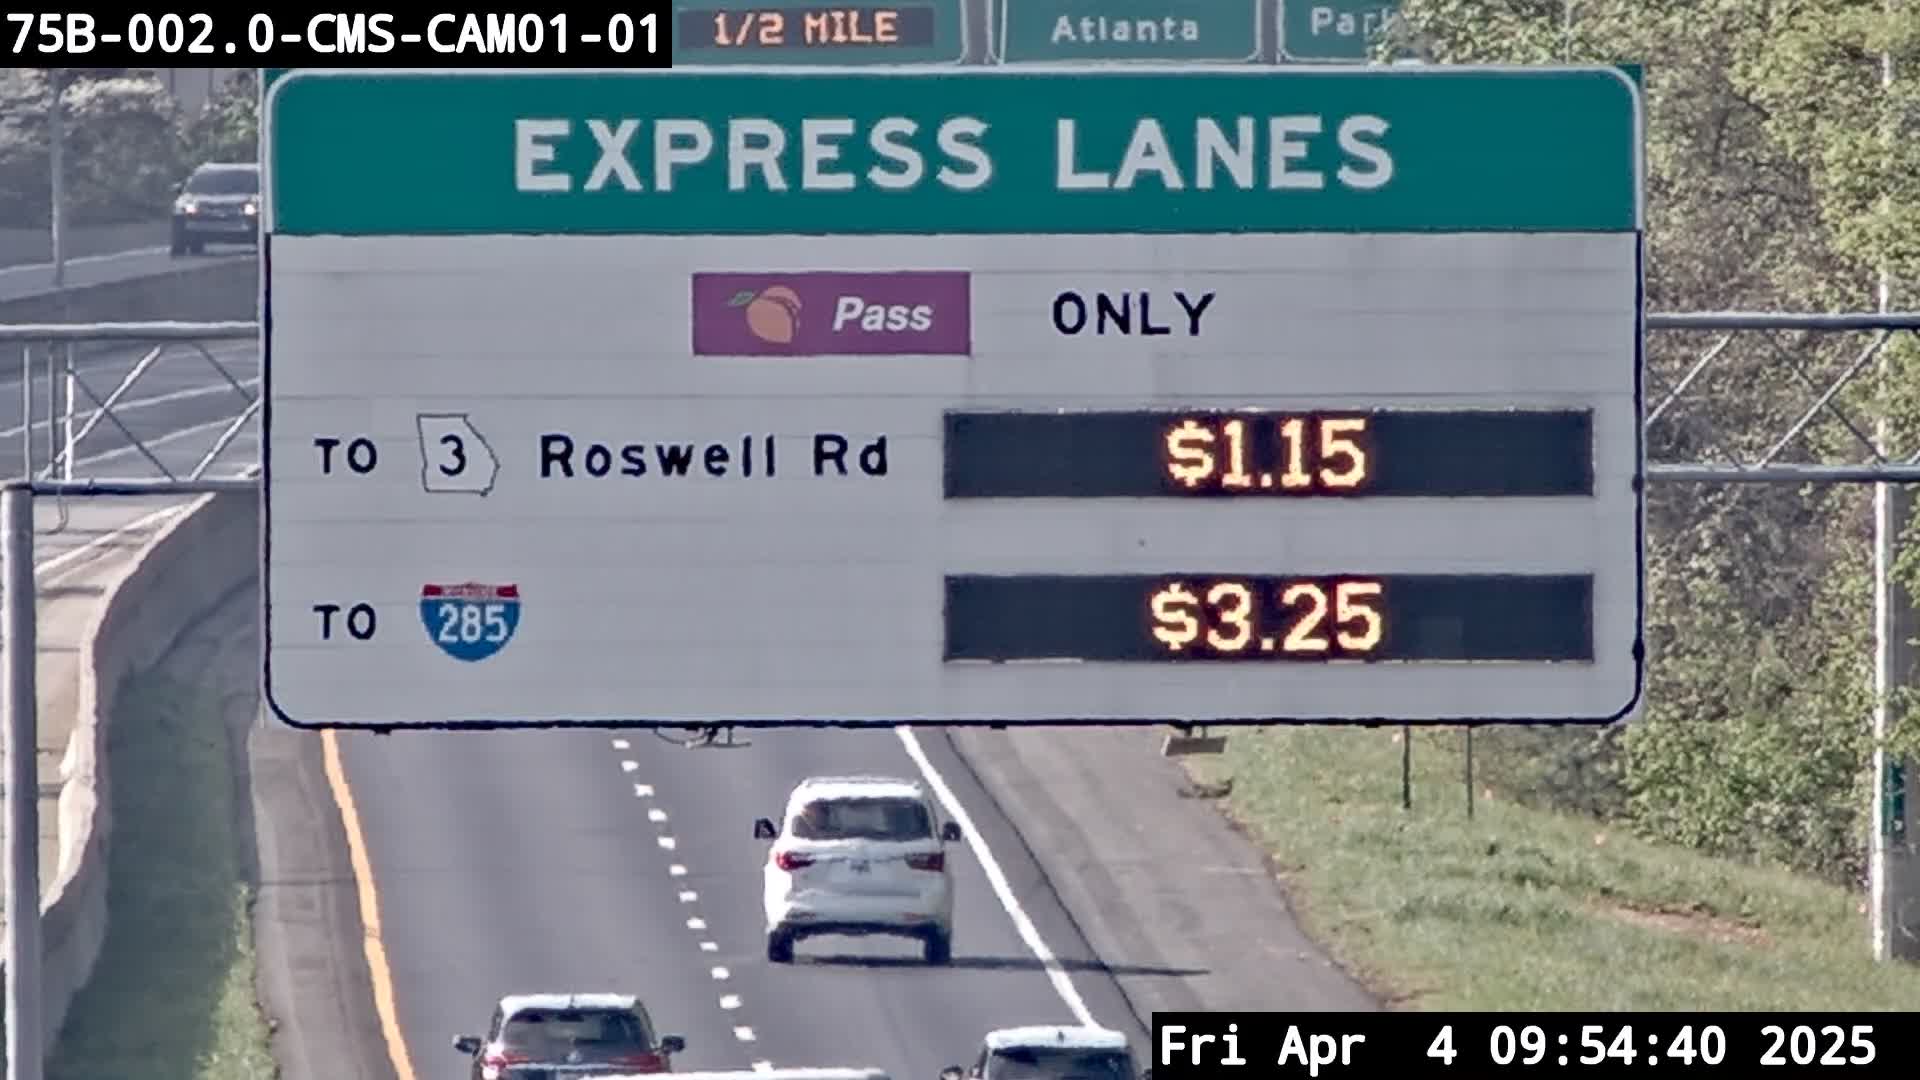 75B-002.0-CMS-CAM01-01
1/2 MILE
Atlanta
Park
EXPRESS LANES
Pass ONLY
TO 3 Roswell Rd $1.15
TO 285 $3.25
Fri Apr 4 09:54:40 2025